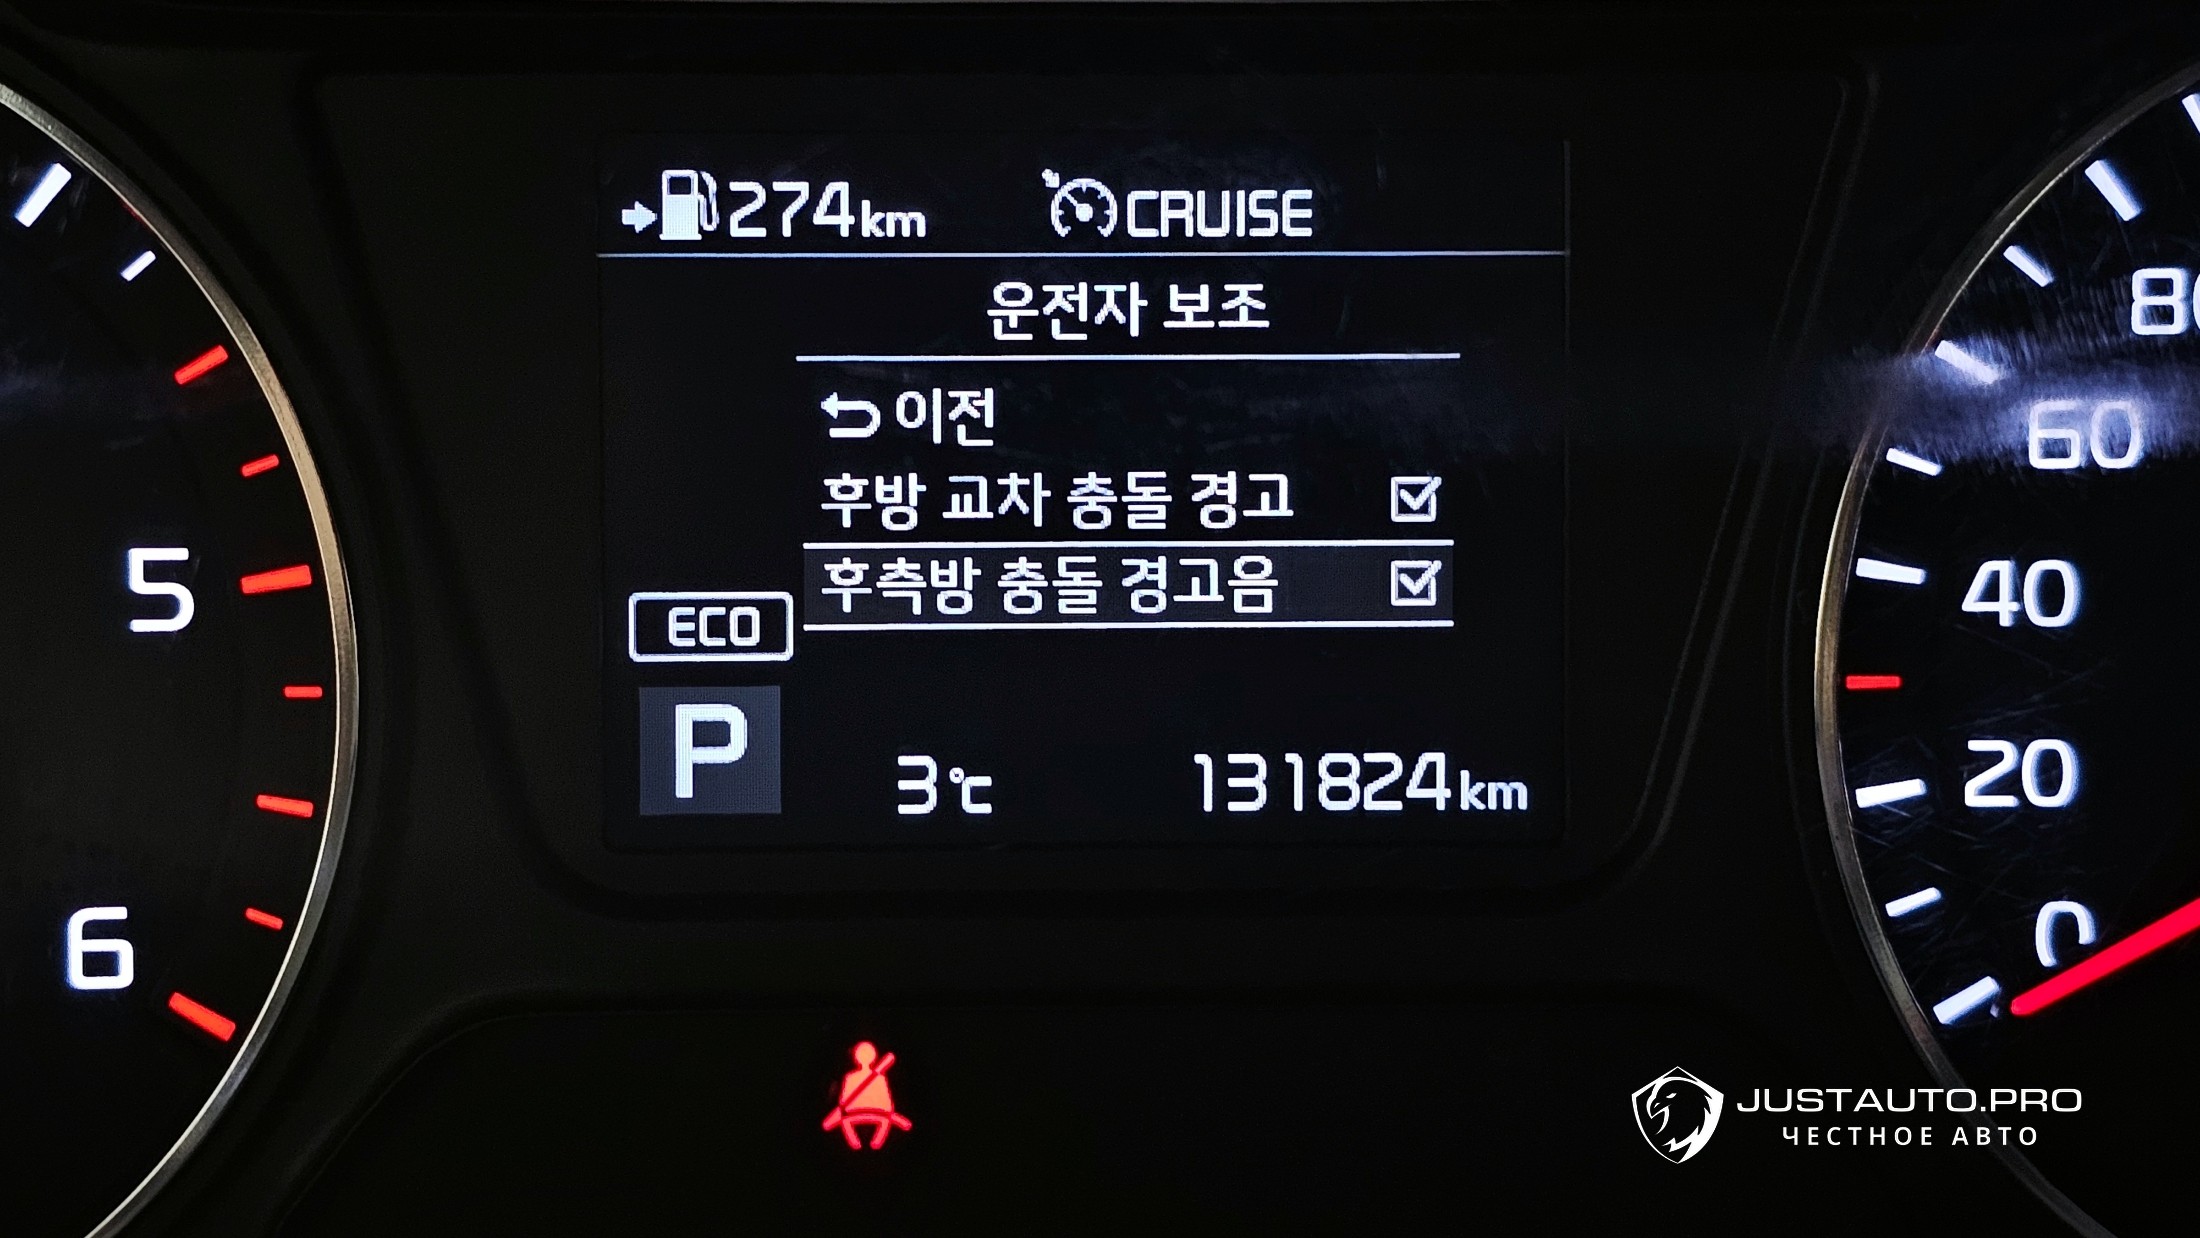 274km CRUISE
운전자 보조
이전
후방 교차 충돌 경고
후측방 충돌 경고음
ECO
P
3℃ 131824km
5
6
80
60
40
20
0
JUSTAUTO.PRO
ЧЕСТНОЕ АВТО